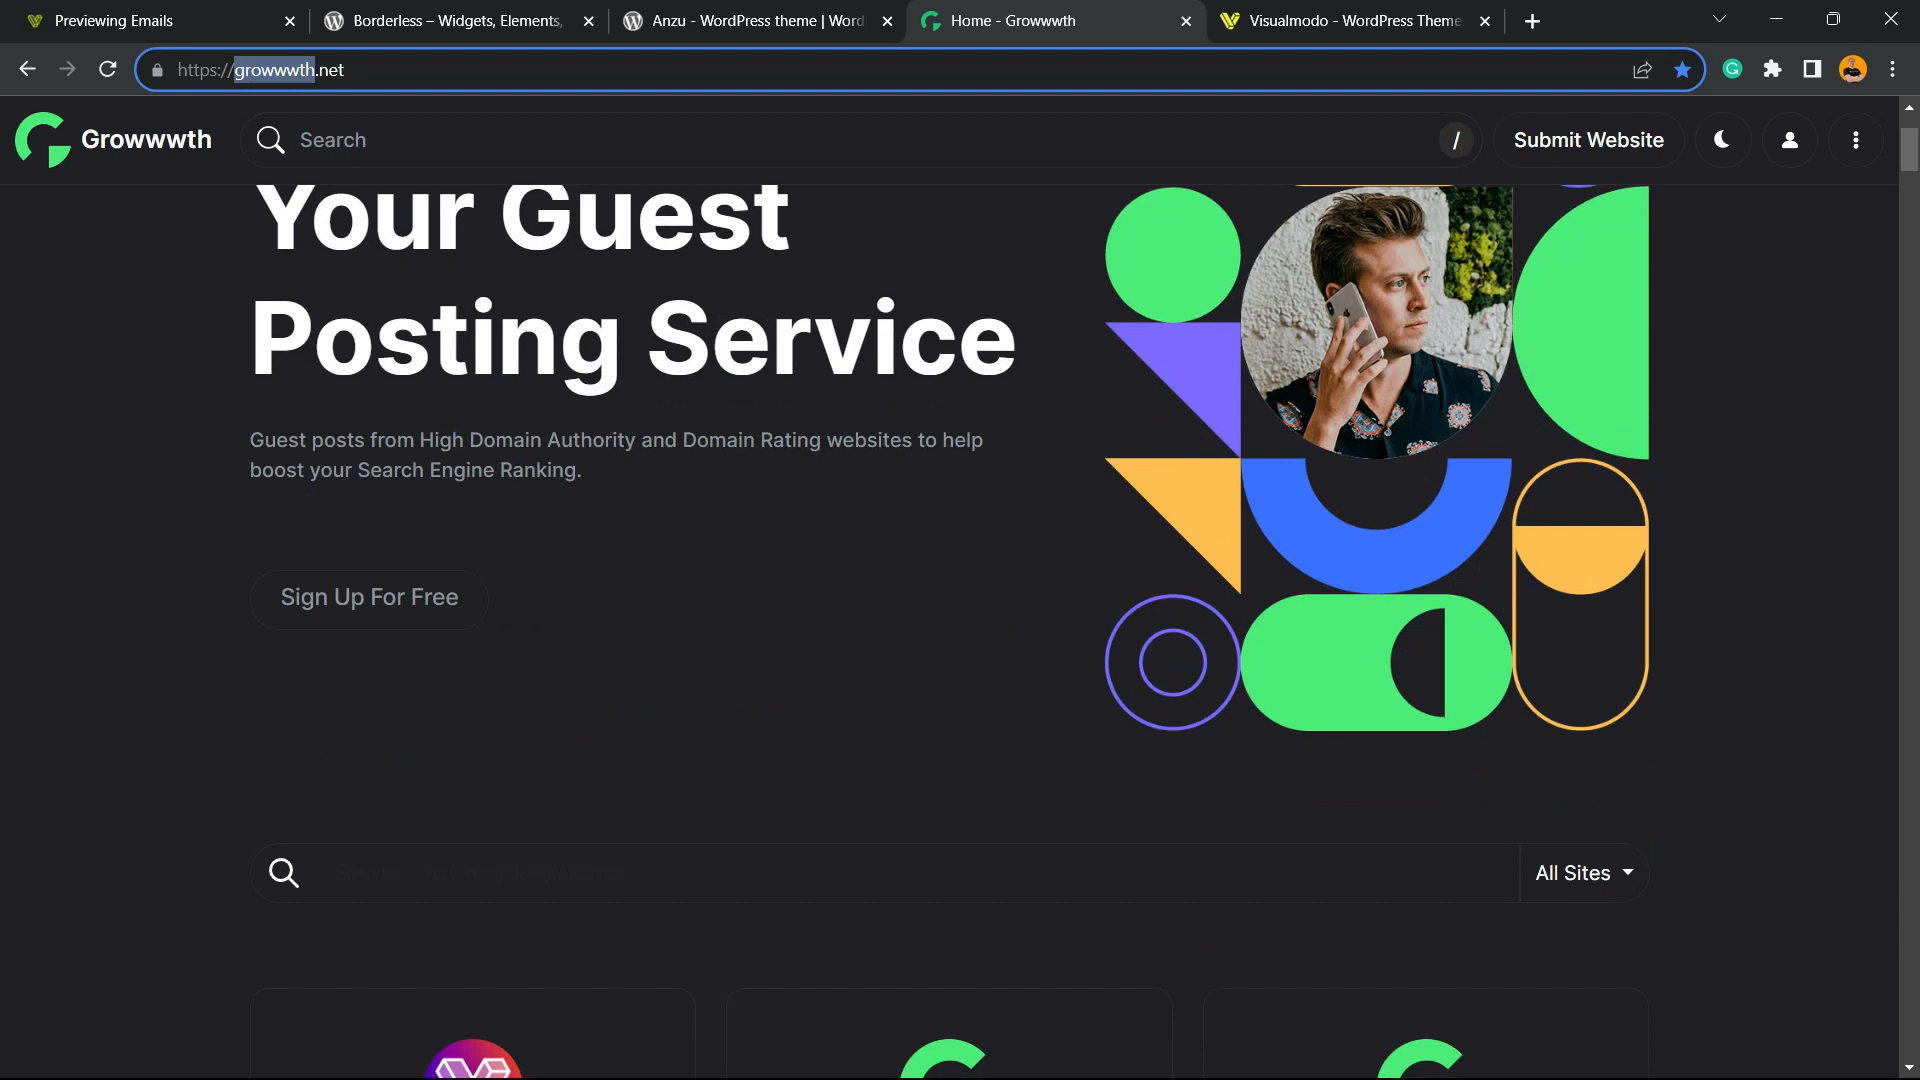 Previewing Emails
Borderless – Widgets, Elements,
Anzu - WordPress theme | Word
Home - Growwwth
Visualmodo - WordPress Theme
https://growwwth.net
Growwwth
Search
/
Submit Website
Your Guest
Posting Service
Guest posts from High Domain Authority and Domain Rating websites to help
boost your Search Engine Ranking.
Sign Up For Free
All Sites